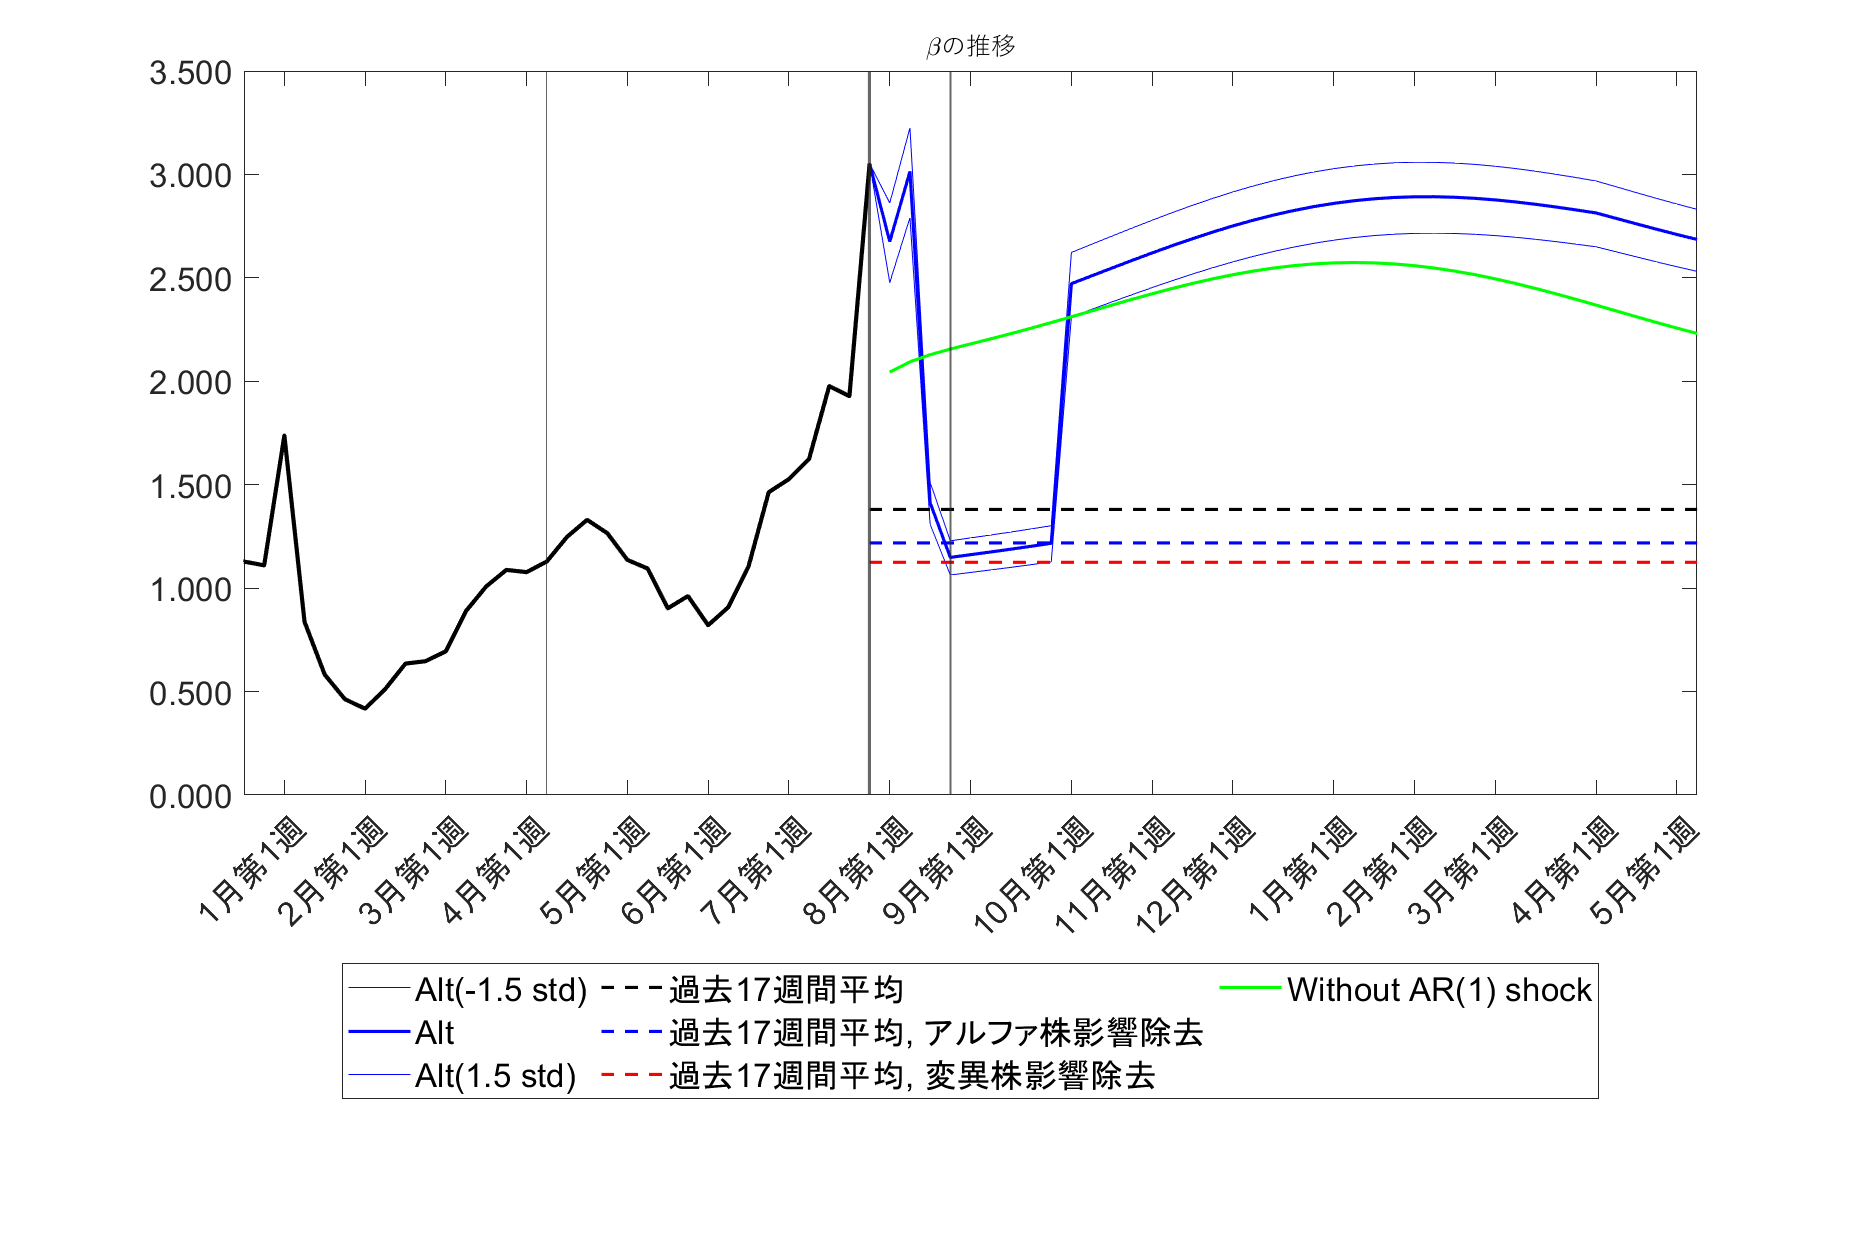 βの推移
3.500
3.000
2.500
2.000
1.500
1.000
0.500
0.000
1月第1週
2月第1週
3月第1週
4月第1週
5月第1週
6月第1週
7月第1週
8月第1週
9月第1週
10月第1週
11月第1週
12月第1週
1月第1週
2月第1週
3月第1週
4月第1週
5月第1週
Alt(-1.5 std)
Alt
Alt(1.5 std)
過去17週間平均
過去17週間平均, アルファ株影響除去
過去17週間平均, 変異株影響除去
Without AR(1) shock